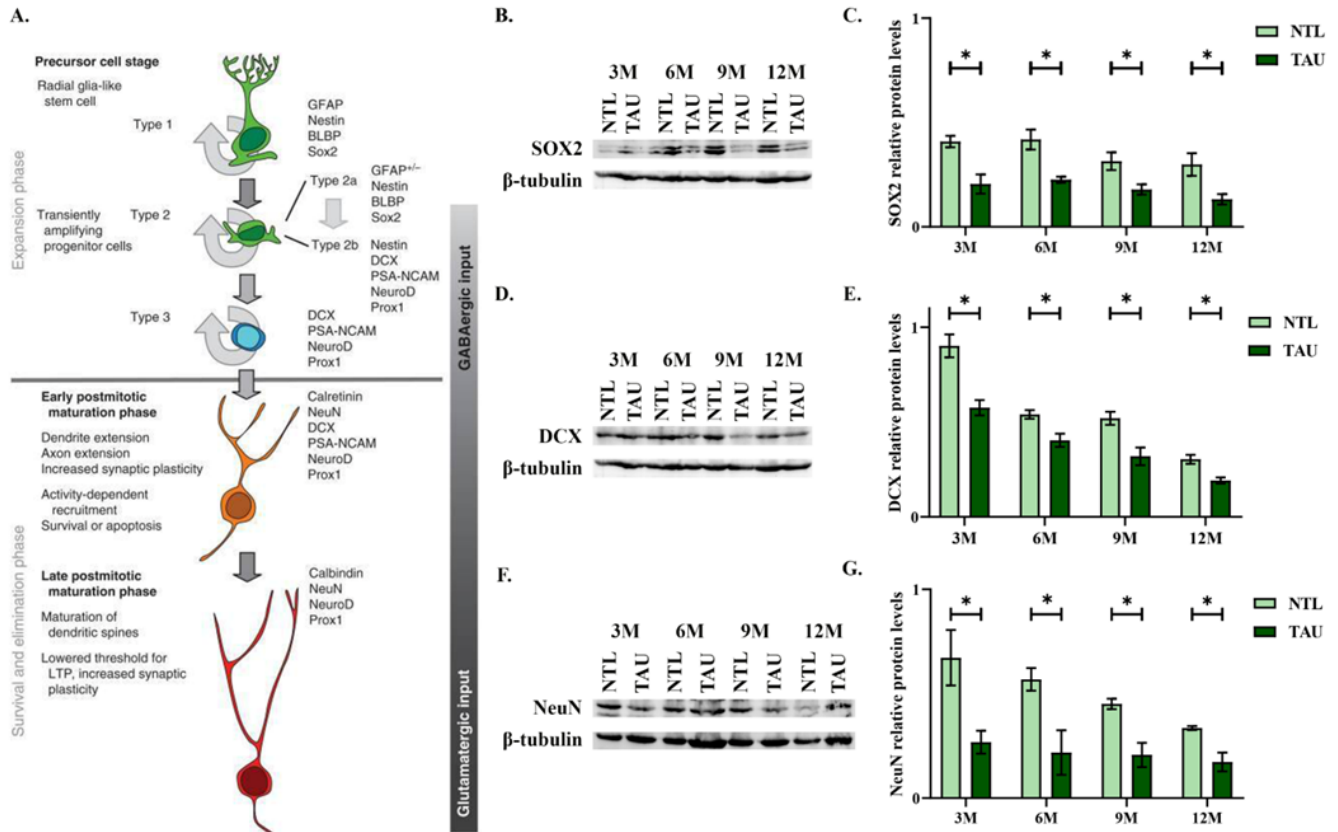 A.
Precursor cell stage
Radial glia-like
stem cell
Type 1
GFAP
Nestin
BLBP
Sox2
Expansion phase
Transiently
amplifying
progenitor cells
Type 2
Type 2a
GFAP+/–
Nestin
BLBP
Sox2
Type 2b
Nestin
DCX
PSA-NCAM
NeuroD
Prox1
Type 3
DCX
PSA-NCAM
NeuroD
Prox1
Early postmitotic
maturation phase
Dendrite extension
Axon extension
Increased synaptic plasticity
Activity-dependent
recruitment
Survival or apoptosis
Calretinin
NeuN
DCX
PSA-NCAM
NeuroD
Prox1
Survival and elimination phase
Late postmitotic
maturation phase
Maturation of
dendritic spines
Lowered threshold for
LTP, increased synaptic
plasticity
Calbindin
NeuN
NeuroD
Prox1
GABAergic input
Glutamatergic input
B.
3M 6M 9M 12M
NTL TAU NTL TAU NTL TAU NTL TAU
SOX2
β-tubulin
C.
SOX2 relative protein levels
1
0
* * * *
3M 6M 9M 12M
NTL
TAU
D.
3M 6M 9M 12M
NTL TAU NTL TAU NTL TAU NTL TAU
DCX
β-tubulin
E.
DCX relative protein levels
1
0
* * * *
3M 6M 9M 12M
NTL
TAU
F.
3M 6M 9M 12M
NTL TAU NTL TAU NTL TAU NTL TAU
NeuN
β-tubulin
G.
NeuN relative protein levels
1
0
* * * *
3M 6M 9M 12M
NTL
TAU